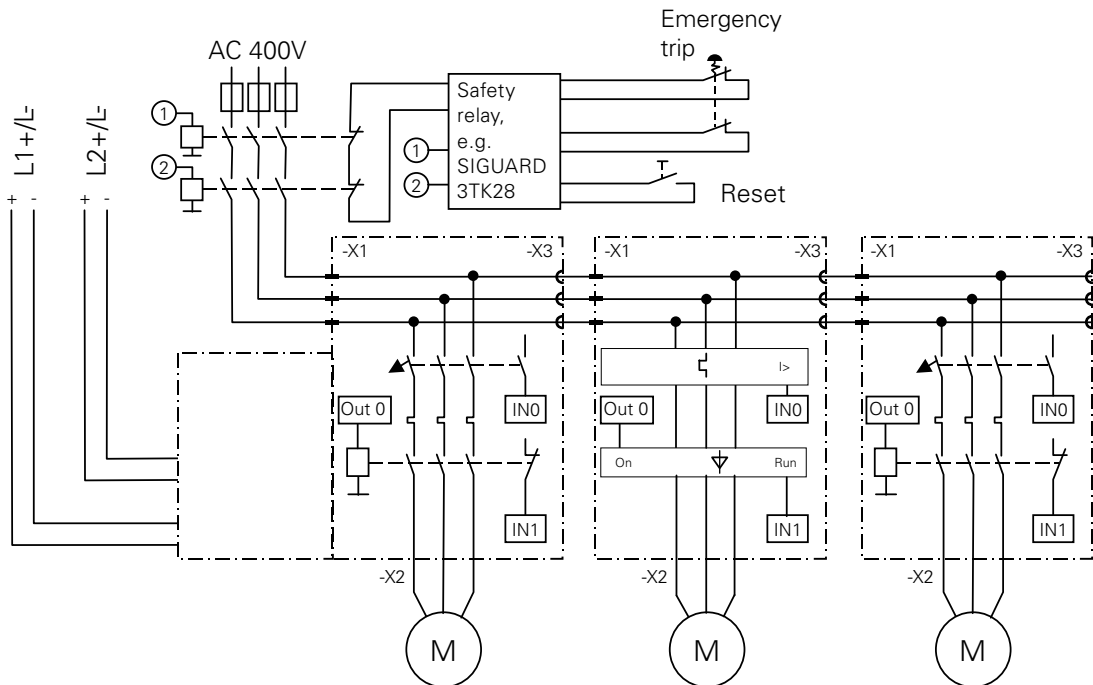 Emergency
trip
AC 400V
Safety
relay,
e.g.
SIGUARD
3TK28
1
2
1
2
Reset
L1+/L-
L2+/L-
+ -
+ -
-X1 -X3
-X1 -X3
-X1 -X3
Out 0
IN0
IN1
-X2
I>
Out 0
IN0
On Run
IN1
-X2
Out 0
IN0
IN1
-X2
M
M
M